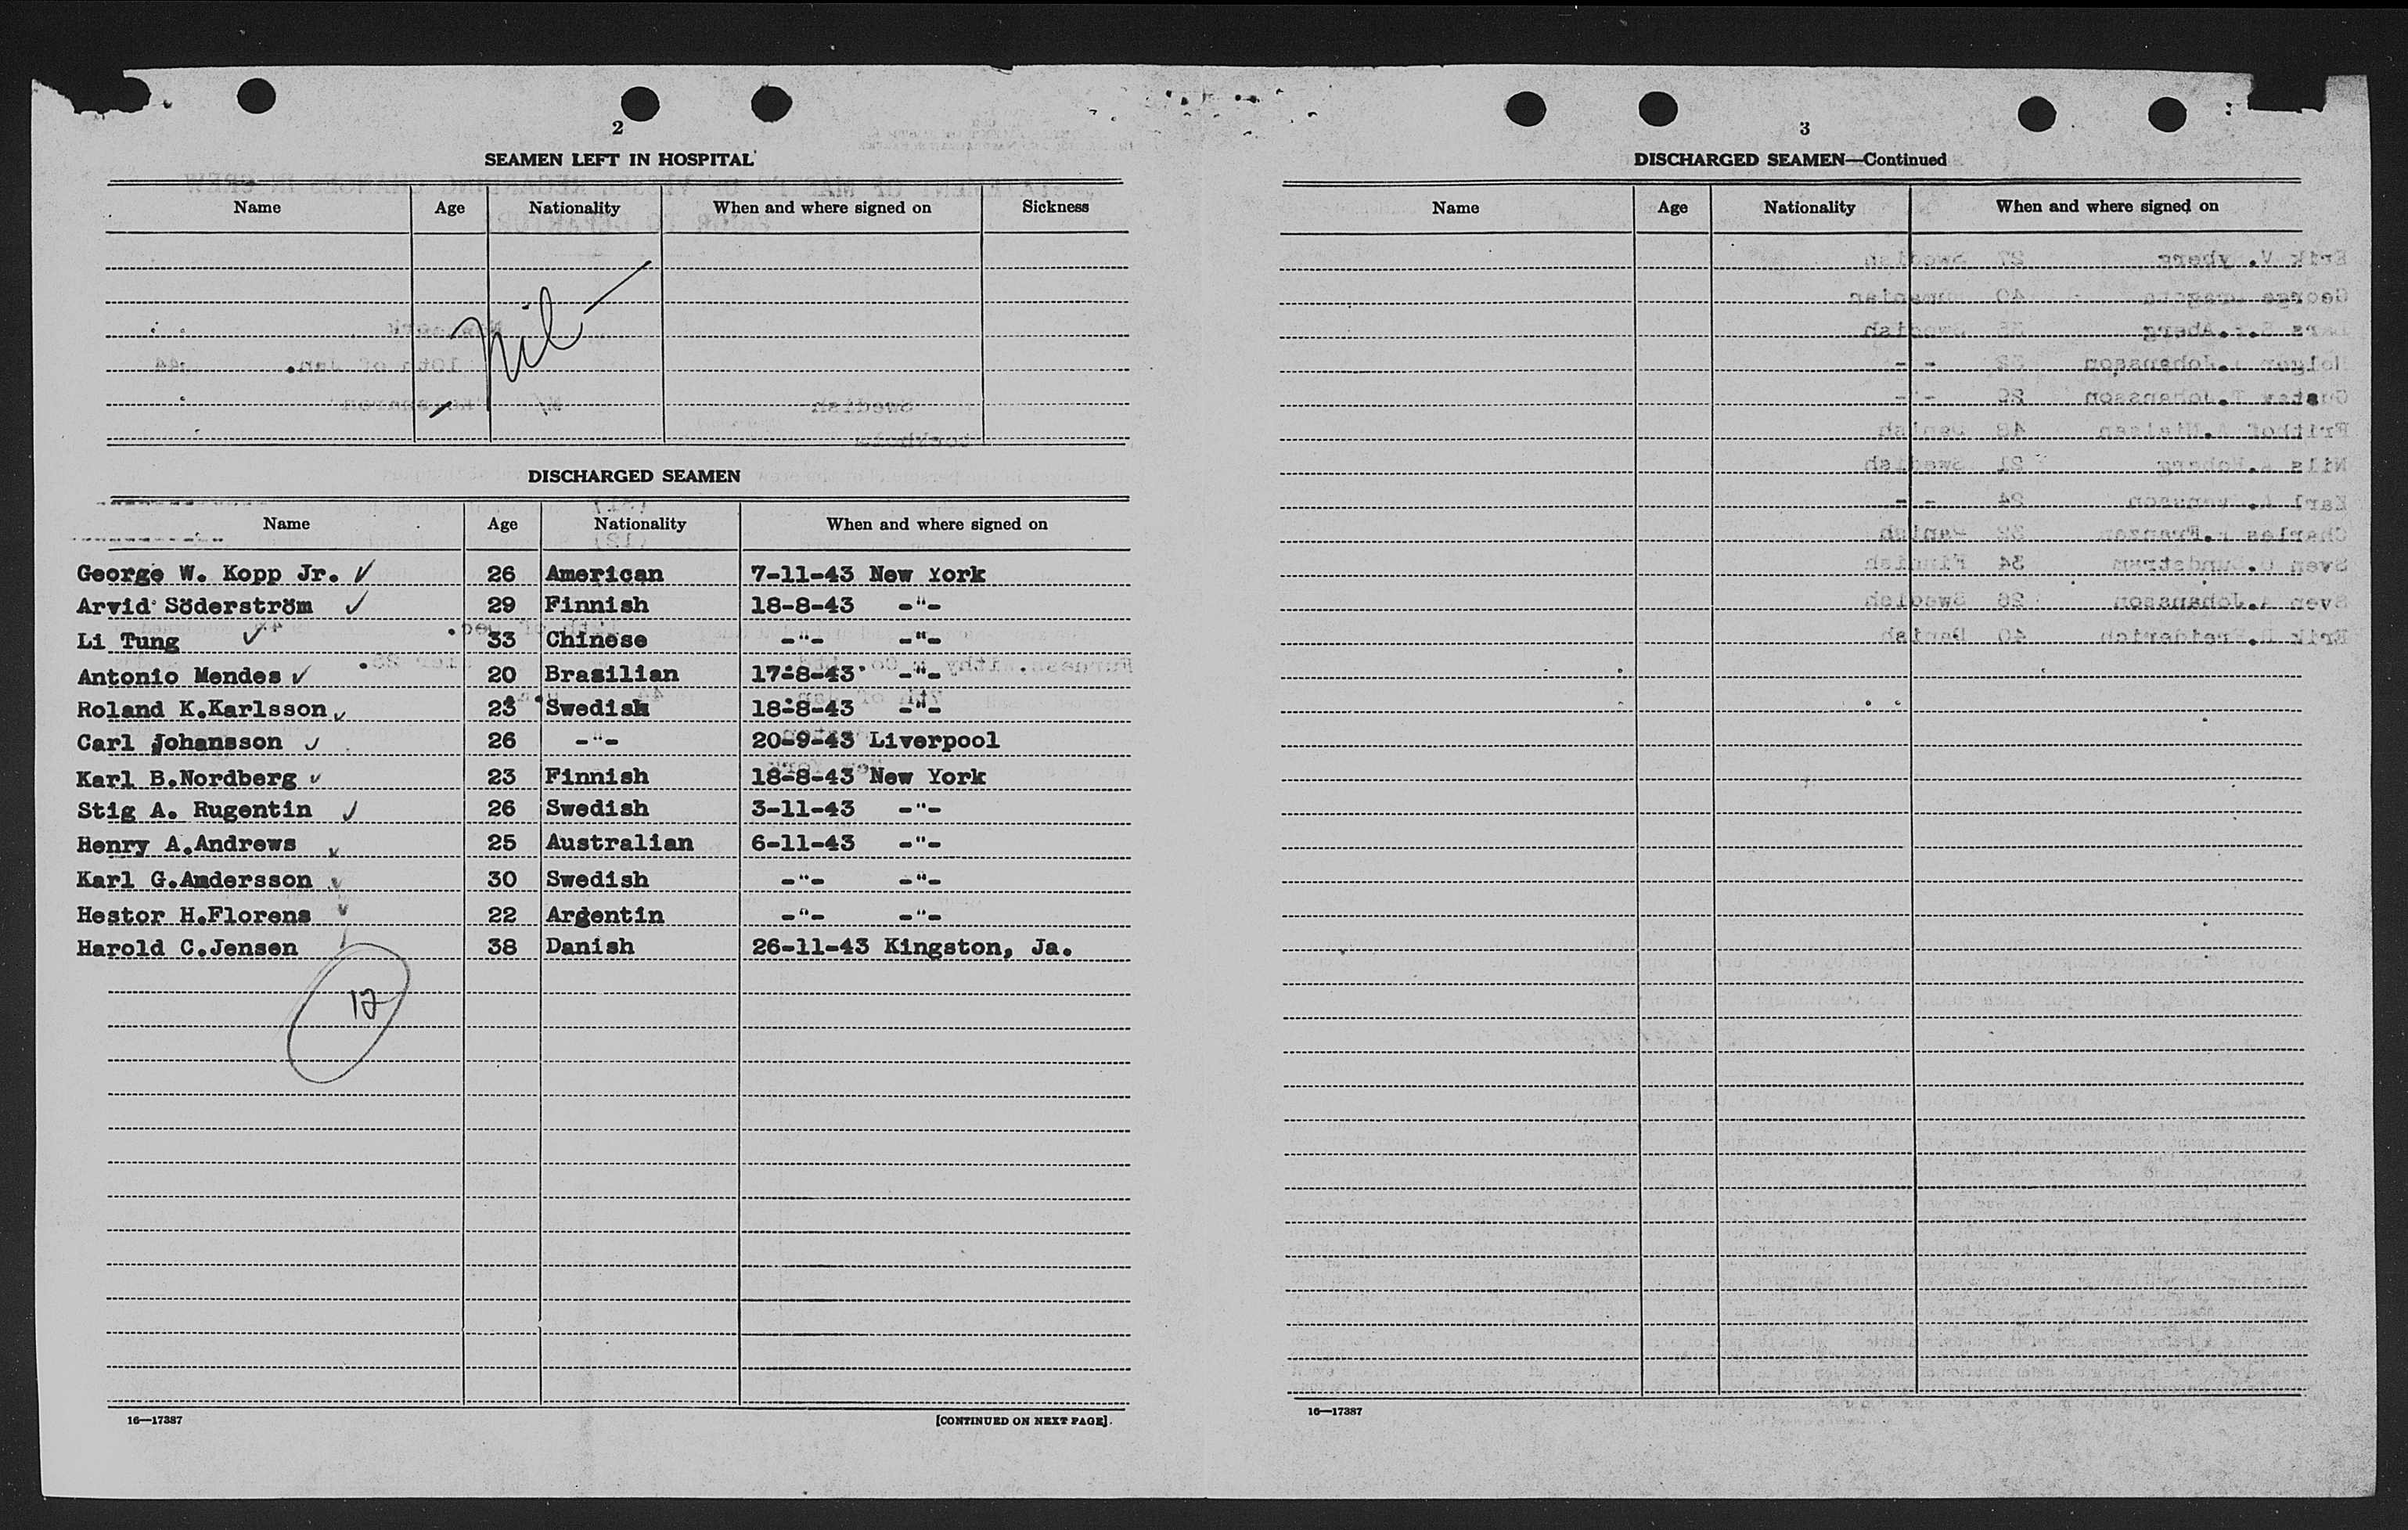 2
SEAMEN LEFT IN HOSPITAL
Name Age Nationality When and where signed on Sickness
nil
DISCHARGED SEAMEN
Name Age Nationality When and where signed on
George W. Kopp Jr. ✓ 26 American 7-11-43 New York
Arvid Söderström ✓ 29 Finnish 18-8-43 -"-
Li Tung ✓ 33 Chinese -"- -"-
Antonio Mendes ✓ 20 Brasilian 17-8-43 -"-
Roland K.Karlsson ✓ 23 Swedish 18-8-43 -"-
Carl Johansson ✓ 26 -"- 20-9-43 Liverpool
Karl B.Nordberg ✓ 23 Finnish 18-8-43 New York
Stig A. Rugentin ✓ 26 Swedish 3-11-43 -"-
Henry A.Andrews ✓ 25 Australian 6-11-43 -"-
Karl G.Andersson ✓ 30 Swedish -"- -"-
Hestor H.Florens ✓ 22 Argentin -"- -"-
Harold C.Jensen ✓ 38 Danish 26-11-43 Kingston, Ja.
12
16—17387 [CONTINUED ON NEXT PAGE]
3
DISCHARGED SEAMEN—Continued
Name Age Nationality When and where signed on
16—17387